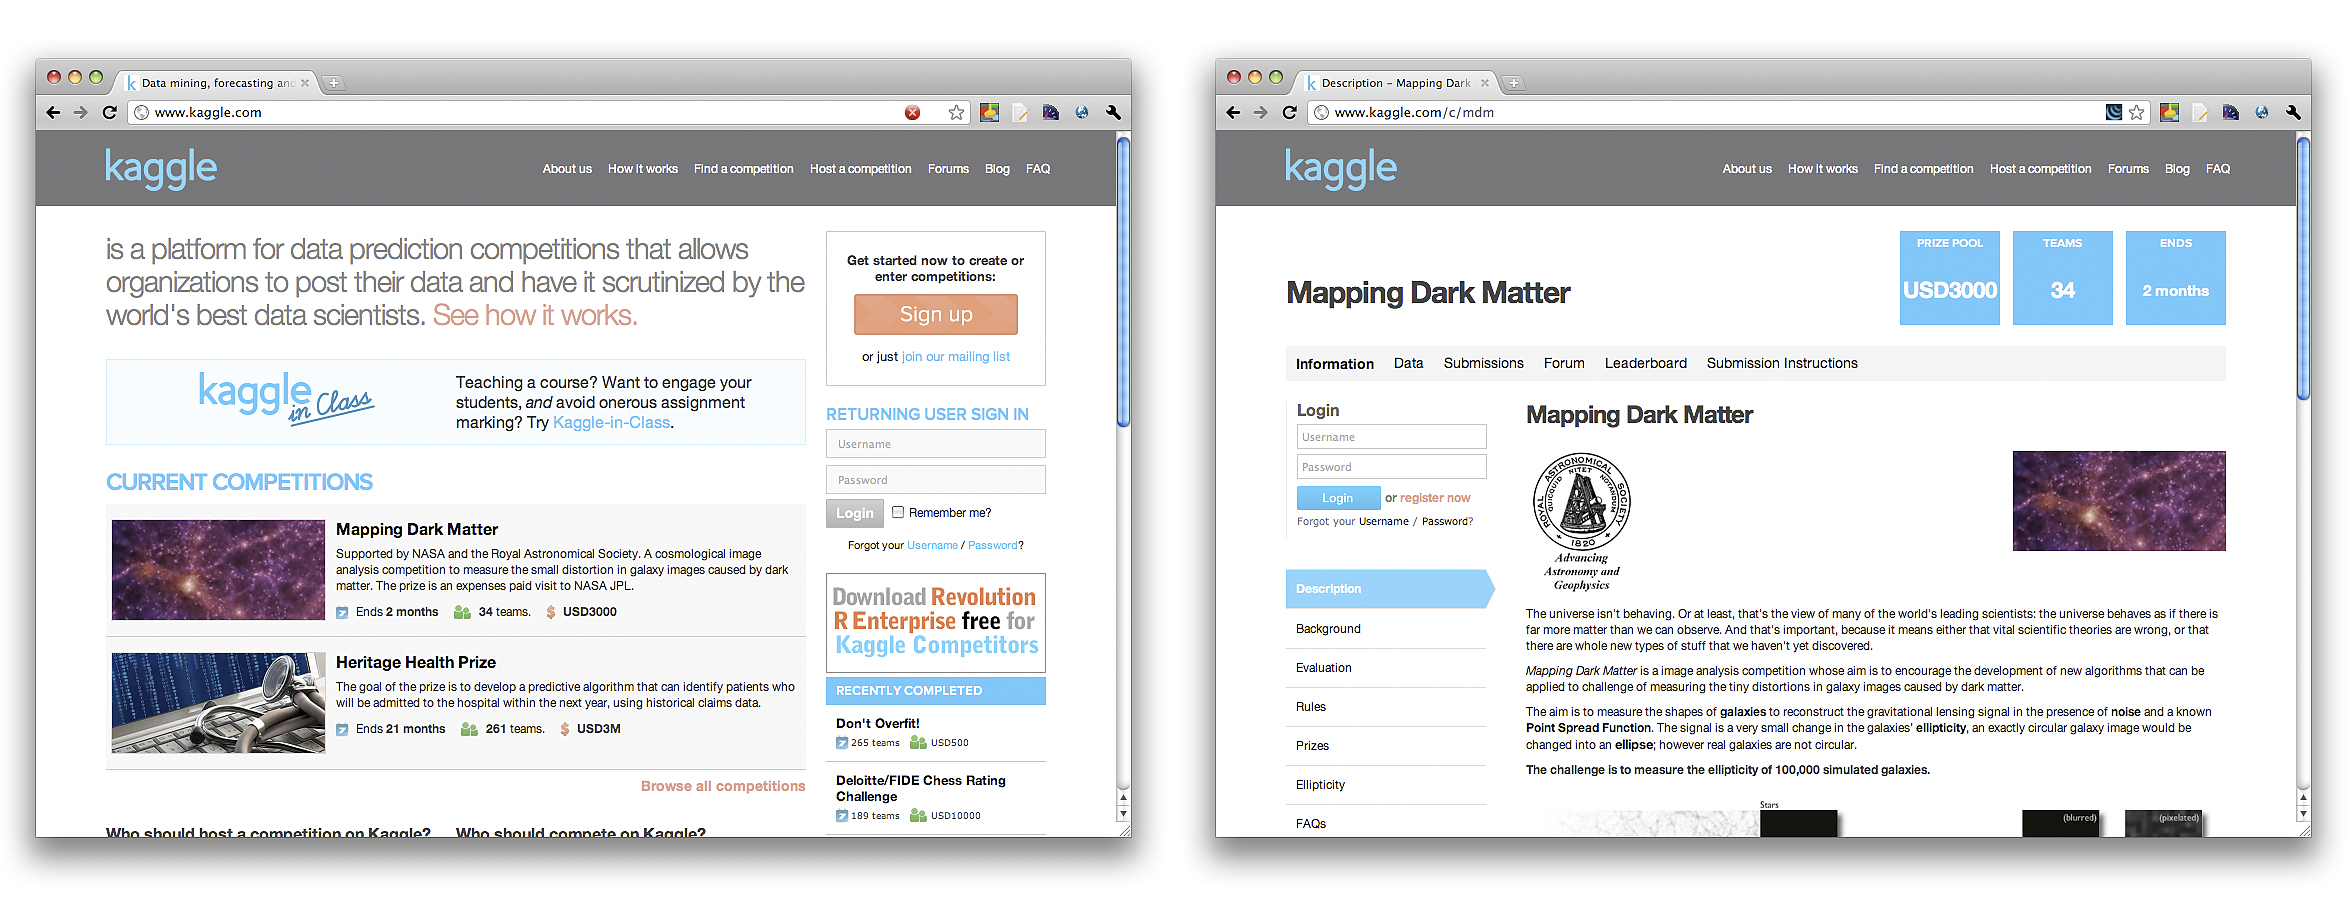 Data mining, forecasting and
www.kaggle.com
kaggle
About us How it works Find a competition Host a competition Forums Blog FAQ
is a platform for data prediction competitions that allows
organizations to post their data and have it scrutinized by the
world's best data scientists. See how it works.
kaggle in Class
Teaching a course? Want to engage your
students, and avoid onerous assignment
marking? Try Kaggle-in-Class.
CURRENT COMPETITIONS
Mapping Dark Matter
Supported by NASA and the Royal Astronomical Society. A cosmological image
analysis competition to measure the small distortion in galaxy images caused by dark
matter. The prize is an expenses paid visit to NASA JPL.
Ends 2 months 34 teams. $ USD3000
Heritage Health Prize
The goal of the prize is to develop a predictive algorithm that can identify patients who
will be admitted to the hospital within the next year, using historical claims data.
Ends 21 months 261 teams. $ USD3M
Browse all competitions
Who should host a competition on Kaggle? Who should compete on Kaggle?
Get started now to create or
enter competitions:
Sign up
or just join our mailing list
RETURNING USER SIGN IN
Username
Password
Login Remember me?
Forgot your Username / Password?
Download Revolution
R Enterprise free for
Kaggle Competitors
RECENTLY COMPLETED
Don't Overfit!
265 teams USD500
Deloitte/FIDE Chess Rating
Challenge
189 teams USD10000
Description – Mapping Dark
www.kaggle.com/c/mdm
kaggle
About us How it works Find a competition Host a competition Forums Blog FAQ
Mapping Dark Matter
PRIZE POOL
USD3000
TEAMS
34
ENDS
2 months
Information Data Submissions Forum Leaderboard Submission Instructions
Login
Username
Password
Login or register now
Forgot your Username / Password?
Description
Background
Evaluation
Rules
Prizes
Ellipticity
FAQs
Mapping Dark Matter
ROYAL ASTRONOMICAL SOCIETY
QUICQUID NITET NOTANDUM
1820
Advancing
Astronomy and
Geophysics
The universe isn't behaving. Or at least, that's the view of many of the world's leading scientists: the universe behaves as if there is
far more matter than we can observe. And that's important, because it means either that vital scientific theories are wrong, or that
there are whole new types of stuff that we haven't yet discovered.
Mapping Dark Matter is a image analysis competition whose aim is to encourage the development of new algorithms that can be
applied to challenge of measuring the tiny distortions in galaxy images caused by dark matter.
The aim is to measure the shapes of galaxies to reconstruct the gravitational lensing signal in the presence of noise and a known
Point Spread Function. The signal is a very small change in the galaxies' ellipticity, an exactly circular galaxy image would be
changed into an ellipse; however real galaxies are not circular.
The challenge is to measure the ellipticity of 100,000 simulated galaxies.
Stars
(blurred) (pixelated)